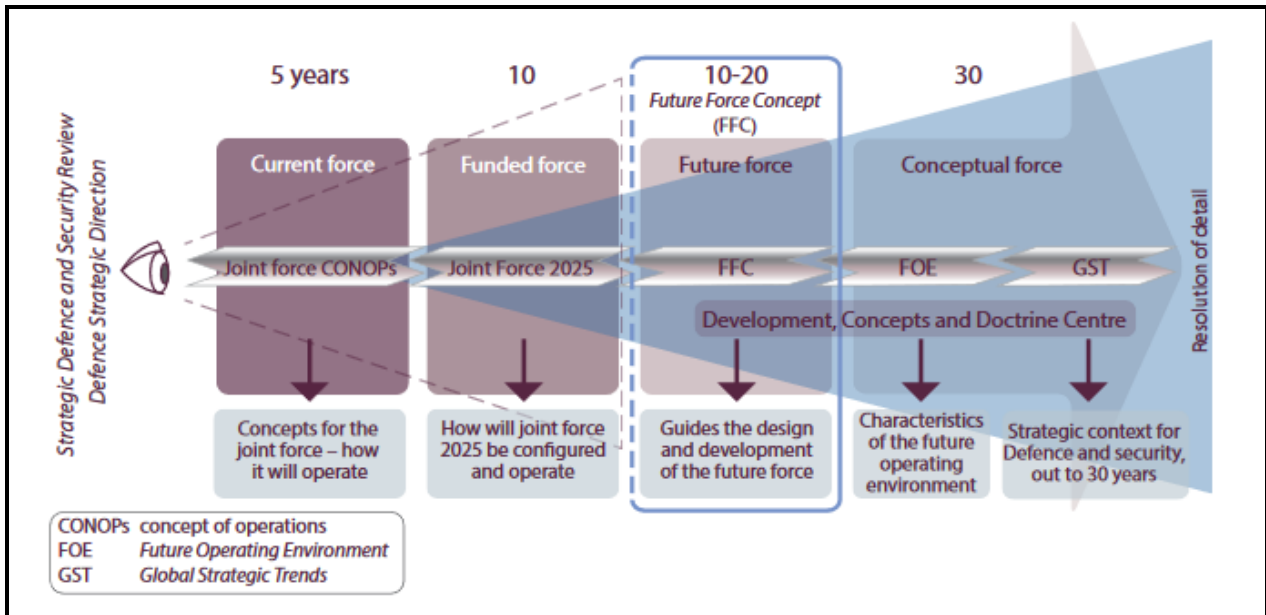 Strategic Defence and Security Review
Defence Strategic Direction
5 years
10
10-20
Future Force Concept
(FFC)
30
Current force
Funded force
Future force
Conceptual force
Joint force CONOPs
Joint Force 2025
FFC
FOE
GST
Development, Concepts and Doctrine Centre
Resolution of detail
Concepts for the
joint force – how
it will operate
How will joint force
2025 be configured
and operate
Guides the design
and development
of the future force
Characteristics
of the future
operating
environment
Strategic context for
Defence and security,
out to 30 years
CONOPs concept of operations
FOE Future Operating Environment
GST Global Strategic Trends